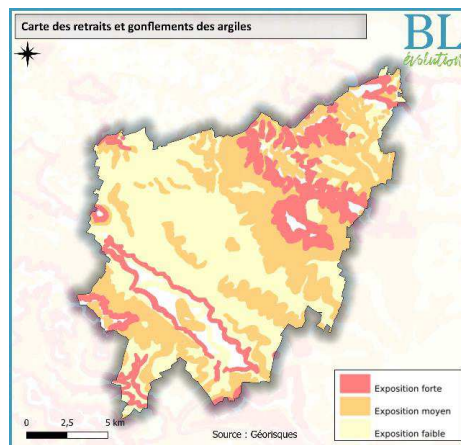 Carte des retraits et gonflements des argiles
BL
évolution
Exposition forte
Exposition moyen
Exposition faible
0 2,5 5 km
Source : Géorisques